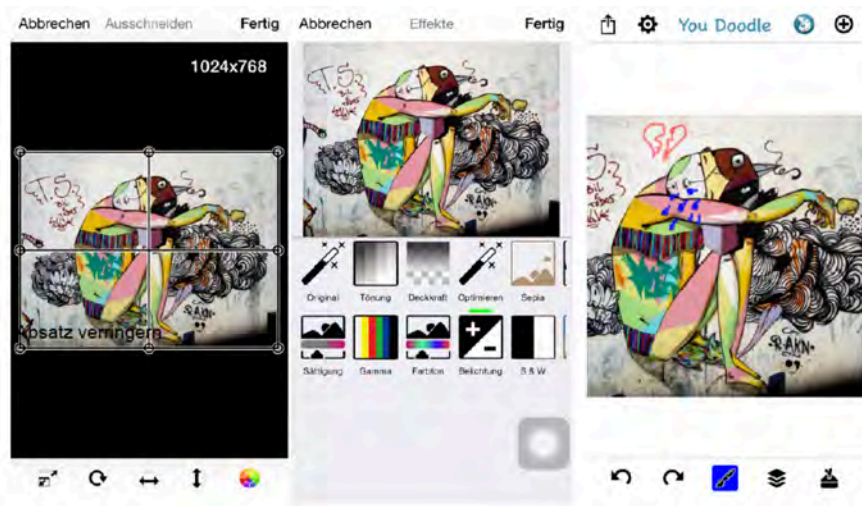 Abbrechen Ausschneiden Fertig
1024x768
T.S.
Absatz verringern
Abbrechen Effekte Fertig
T.S.
Original Tönung Deckkraft Optimieren Sepia
Sättigung Gamma Farbton Belichtung S & W
You Doodle